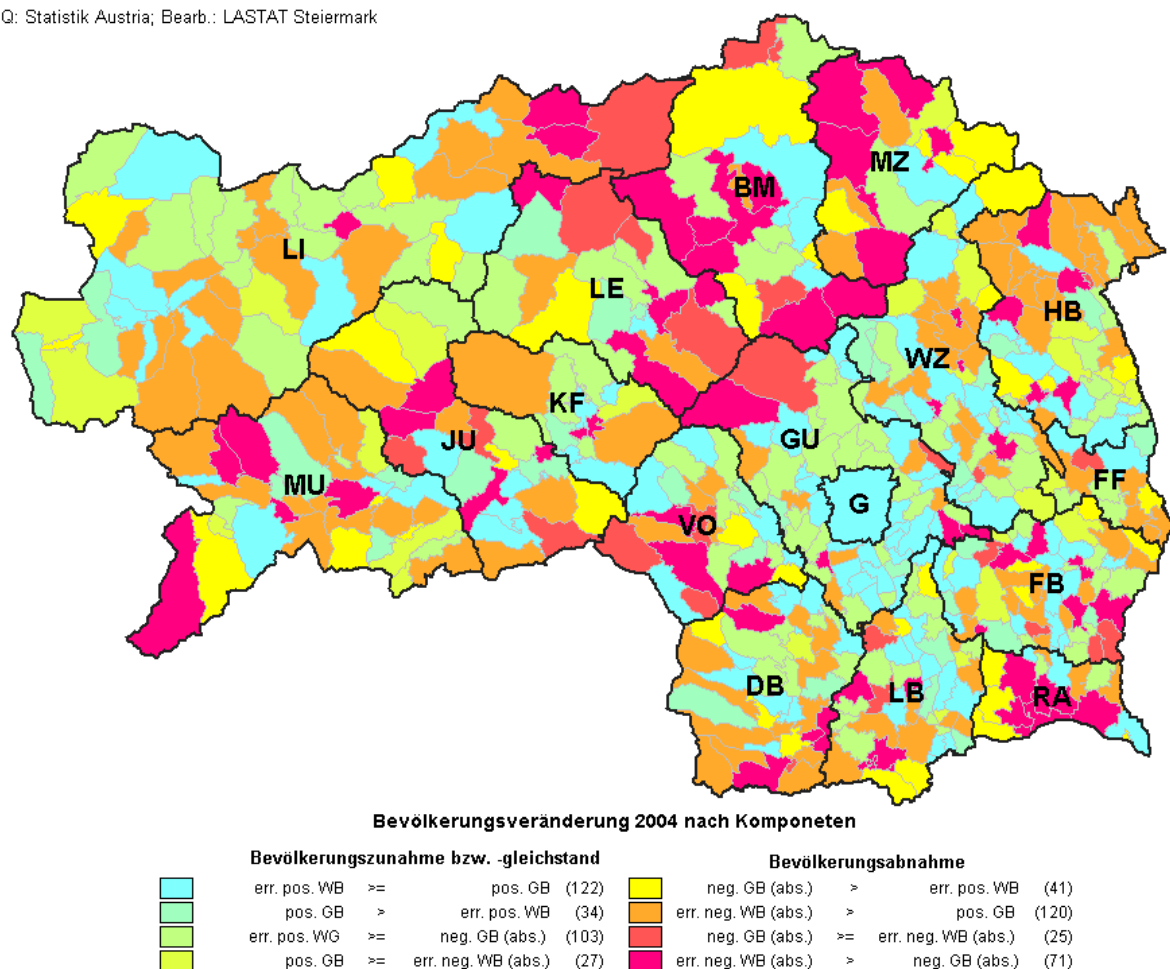 Q: Statistik Austria; Bearb.: LASTAT Steiermark
MZ
BM
LI
LE
HB
WZ
KF
JU
GU
FF
MU
G
VO
FB
DB
LB
RA
Bevölkerungsveränderung 2004 nach Komponeten
Bevölkerungszunahme bzw. -gleichstand
Bevölkerungsabnahme
err. pos. WB >= pos. GB (122) neg. GB (abs.) > err. pos. WB (41)
pos. GB > err. pos. WB (34) err. neg. WB (abs.) > pos. GB (120)
err. pos. WG >= neg. GB (abs.) (103) neg. GB (abs.) >= err. neg. WB (abs.) (25)
pos. GB >= err. neg. WB (abs.) (27) err. neg. WB (abs.) > neg. GB (abs.) (71)